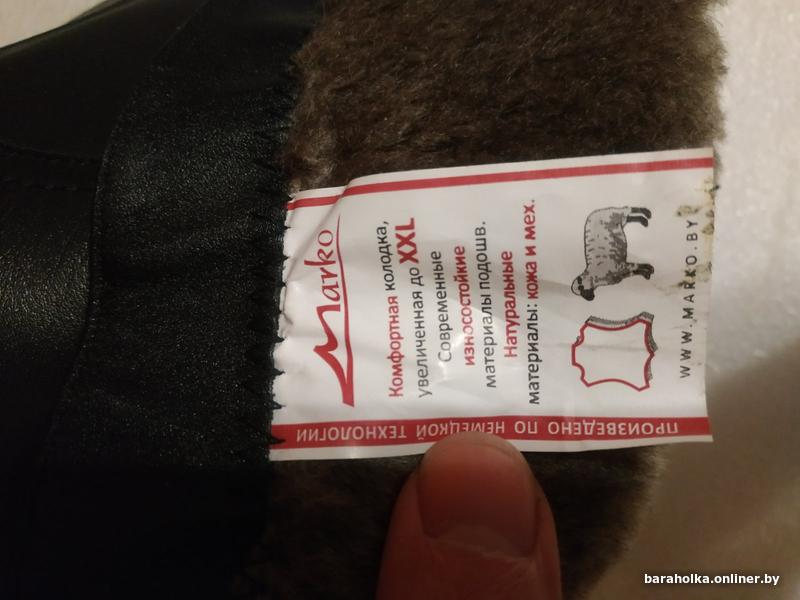 Marko
Комфортная колодка,
увеличенная до XXL
Современные
износостойкие
материалы подошв.
Натуральные
материалы: кожа и мех.
WWW.MARKO.BY
ПРОИЗВЕДЕНО ПО НЕМЕЦКОЙ ТЕХНОЛОГИИ
baraholka.onliner.by